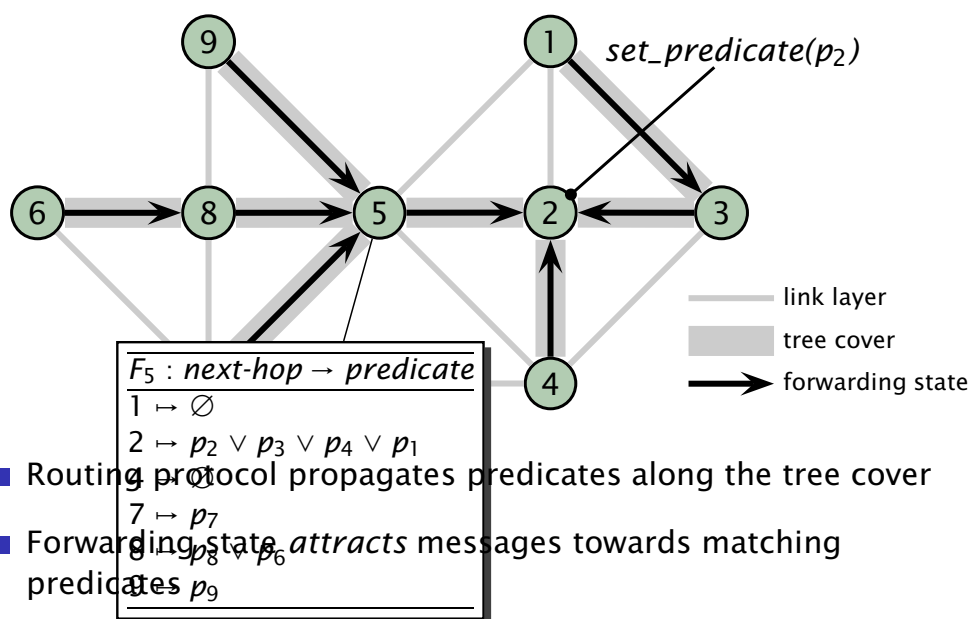 9
1
set_predicate(p2)
6
8
5
2
3
link layer
tree cover
forwarding state
4
F5 : next-hop → predicate
1 ↦ ∅
2 ↦ p2 ∨ p3 ∨ p4 ∨ p1
4 ↦ ∅
7 ↦ p7
8 ↦ p8 ∨ p6
9 ↦ p9
Routing protocol propagates predicates along the tree cover
Forwarding state attracts messages towards matching
predicates